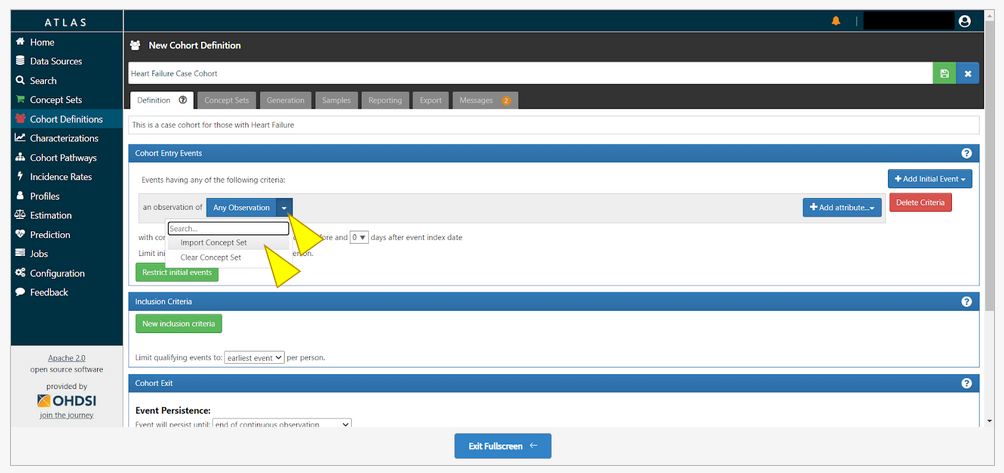 ATLAS
Home
Data Sources
Search
Concept Sets
Cohort Definitions
Characterizations
Cohort Pathways
Incidence Rates
Profiles
Estimation
Prediction
Jobs
Configuration
Feedback
Apache 2.0
open source software
provided by
OHDSI
join the journey
New Cohort Definition
Heart Failure Case Cohort
Definition ? Concept Sets Generation Samples Reporting Export Messages 2
This is a case cohort for those with Heart Failure
Cohort Entry Events ?
Events having any of the following criteria: + Add Initial Event
an observation of Any Observation + Add attribute... Delete Criteria
Search...
Import Concept Set
Clear Concept Set
with con fore and 0 days after event index date
Limit ini erson.
Restrict initial events
Inclusion Criteria ?
New inclusion criteria
Limit qualifying events to: earliest event per person.
Cohort Exit ?
Event Persistence:
Event will persist until: end of continuous observation
Exit Fullscreen ←